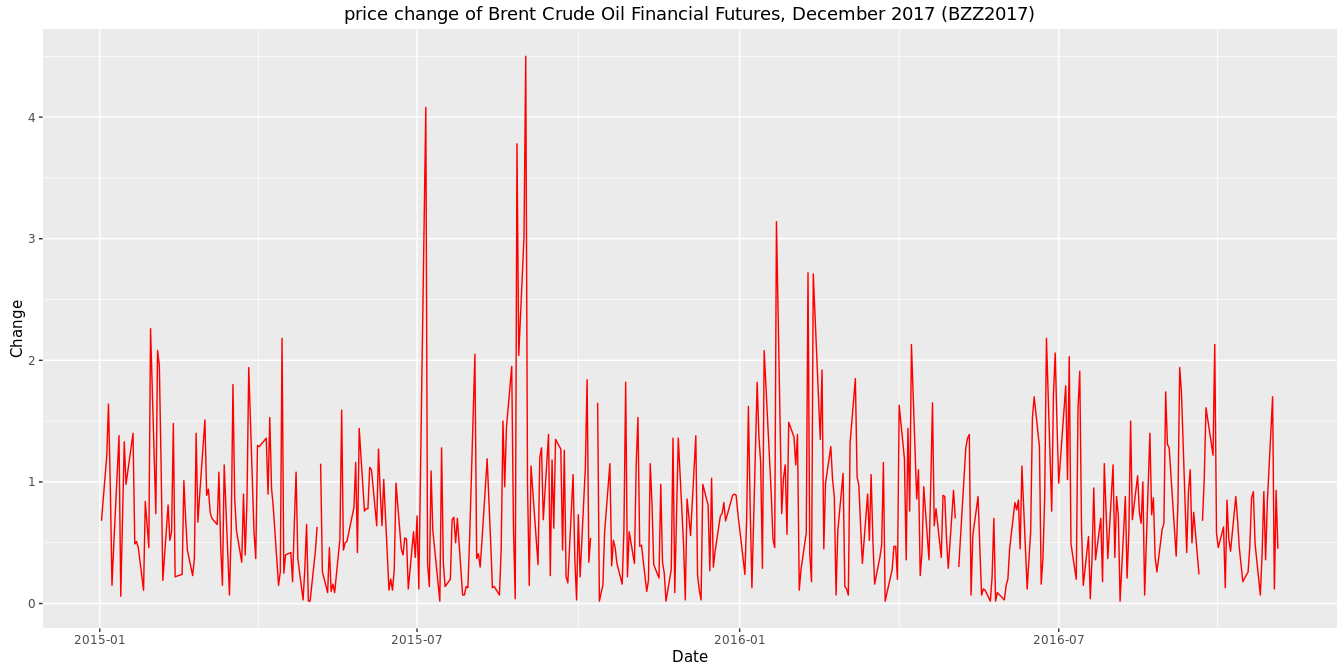 price change of Brent Crude Oil Financial Futures, December 2017 (BZZ2017)
Change
4
3
2
1
0
2015-01 2015-07 2016-01 2016-07
Date